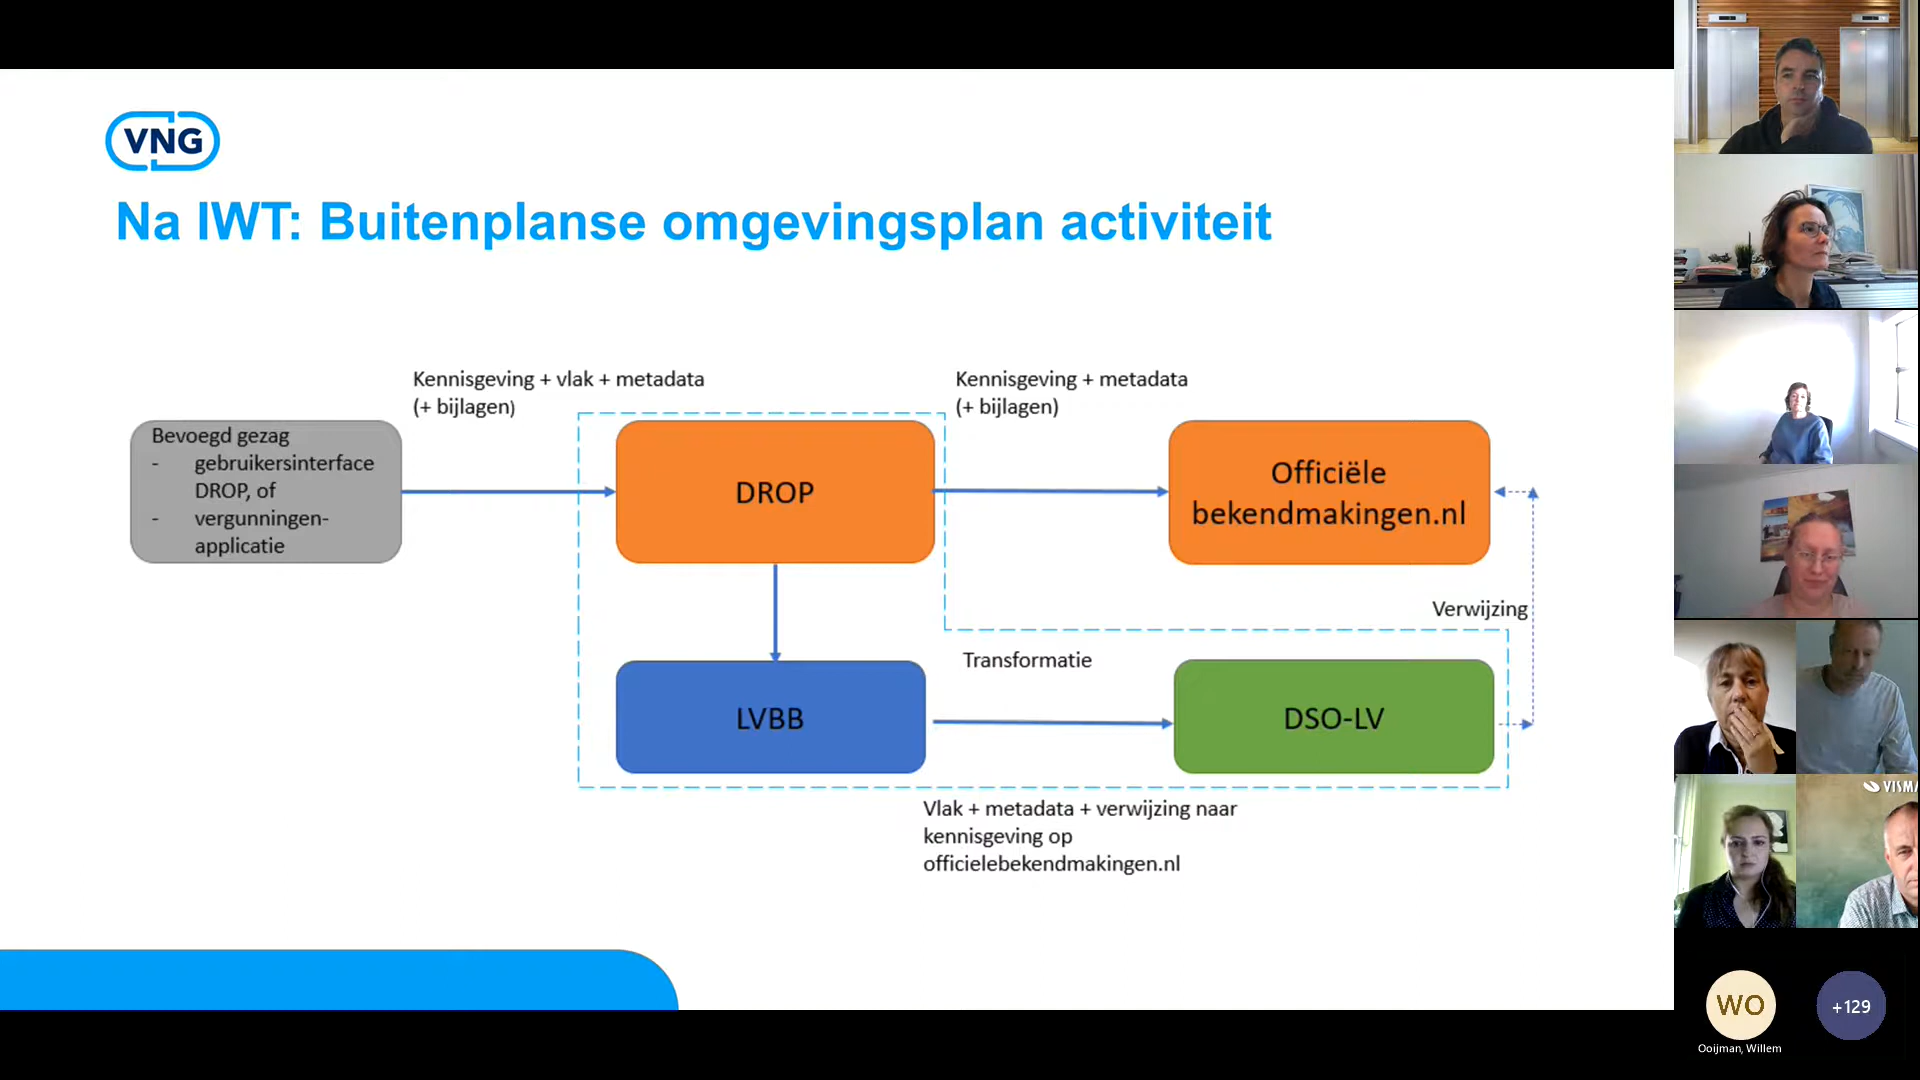 VNG
Na IWT: Buitenplanse omgevingsplan activiteit
Kennisgeving + vlak + metadata
(+ bijlagen)
Kennisgeving + metadata
(+ bijlagen)
Bevoegd gezag
- gebruikersinterface
DROP, of
- vergunningen-
applicatie
DROP
Officiële
bekendmakingen.nl
Verwijzing
Transformatie
LVBB
DSO-LV
Vlak + metadata + verwijzing naar
kennisgeving op
officielebekendmakingen.nl
VISMA
WO
+129
Ooijman, Willem